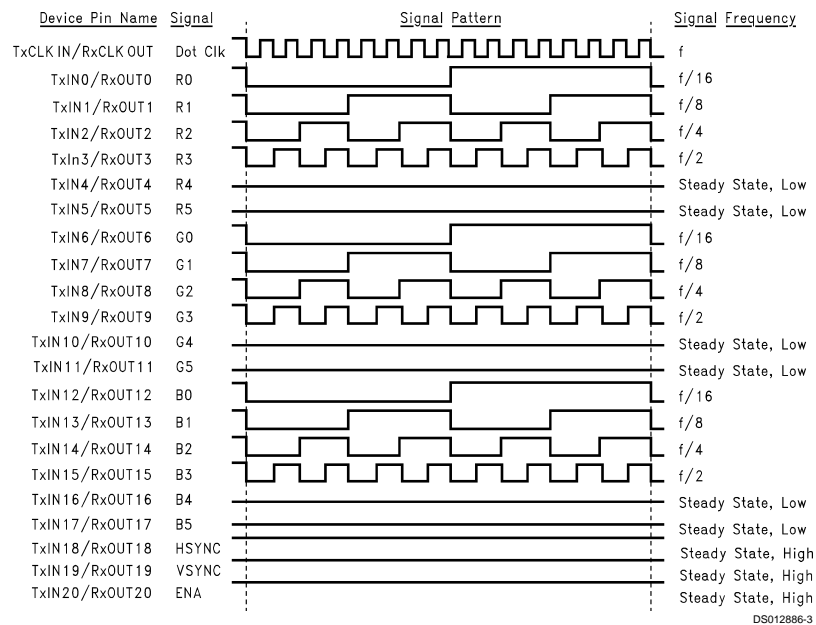 Device Pin Name Signal Signal Pattern Signal Frequency
TxCLK IN/RxCLK OUT Dot Clk f
TxIN0/RxOUT0 R0 f/16
TxIN1/RxOUT1 R1 f/8
TxIN2/RxOUT2 R2 f/4
TxIn3/RxOUT3 R3 f/2
TxIN4/RxOUT4 R4 Steady State, Low
TxIN5/RxOUT5 R5 Steady State, Low
TxIN6/RxOUT6 G0 f/16
TxIN7/RxOUT7 G1 f/8
TxIN8/RxOUT8 G2 f/4
TxIN9/RxOUT9 G3 f/2
TxIN10/RxOUT10 G4 Steady State, Low
TxIN11/RxOUT11 G5 Steady State, Low
TxIN12/RxOUT12 B0 f/16
TxIN13/RxOUT13 B1 f/8
TxIN14/RxOUT14 B2 f/4
TxIN15/RxOUT15 B3 f/2
TxIN16/RxOUT16 B4 Steady State, Low
TxIN17/RxOUT17 B5 Steady State, Low
TxIN18/RxOUT18 HSYNC Steady State, High
TxIN19/RxOUT19 VSYNC Steady State, High
TxIN20/RxOUT20 ENA Steady State, High
DS012886-3